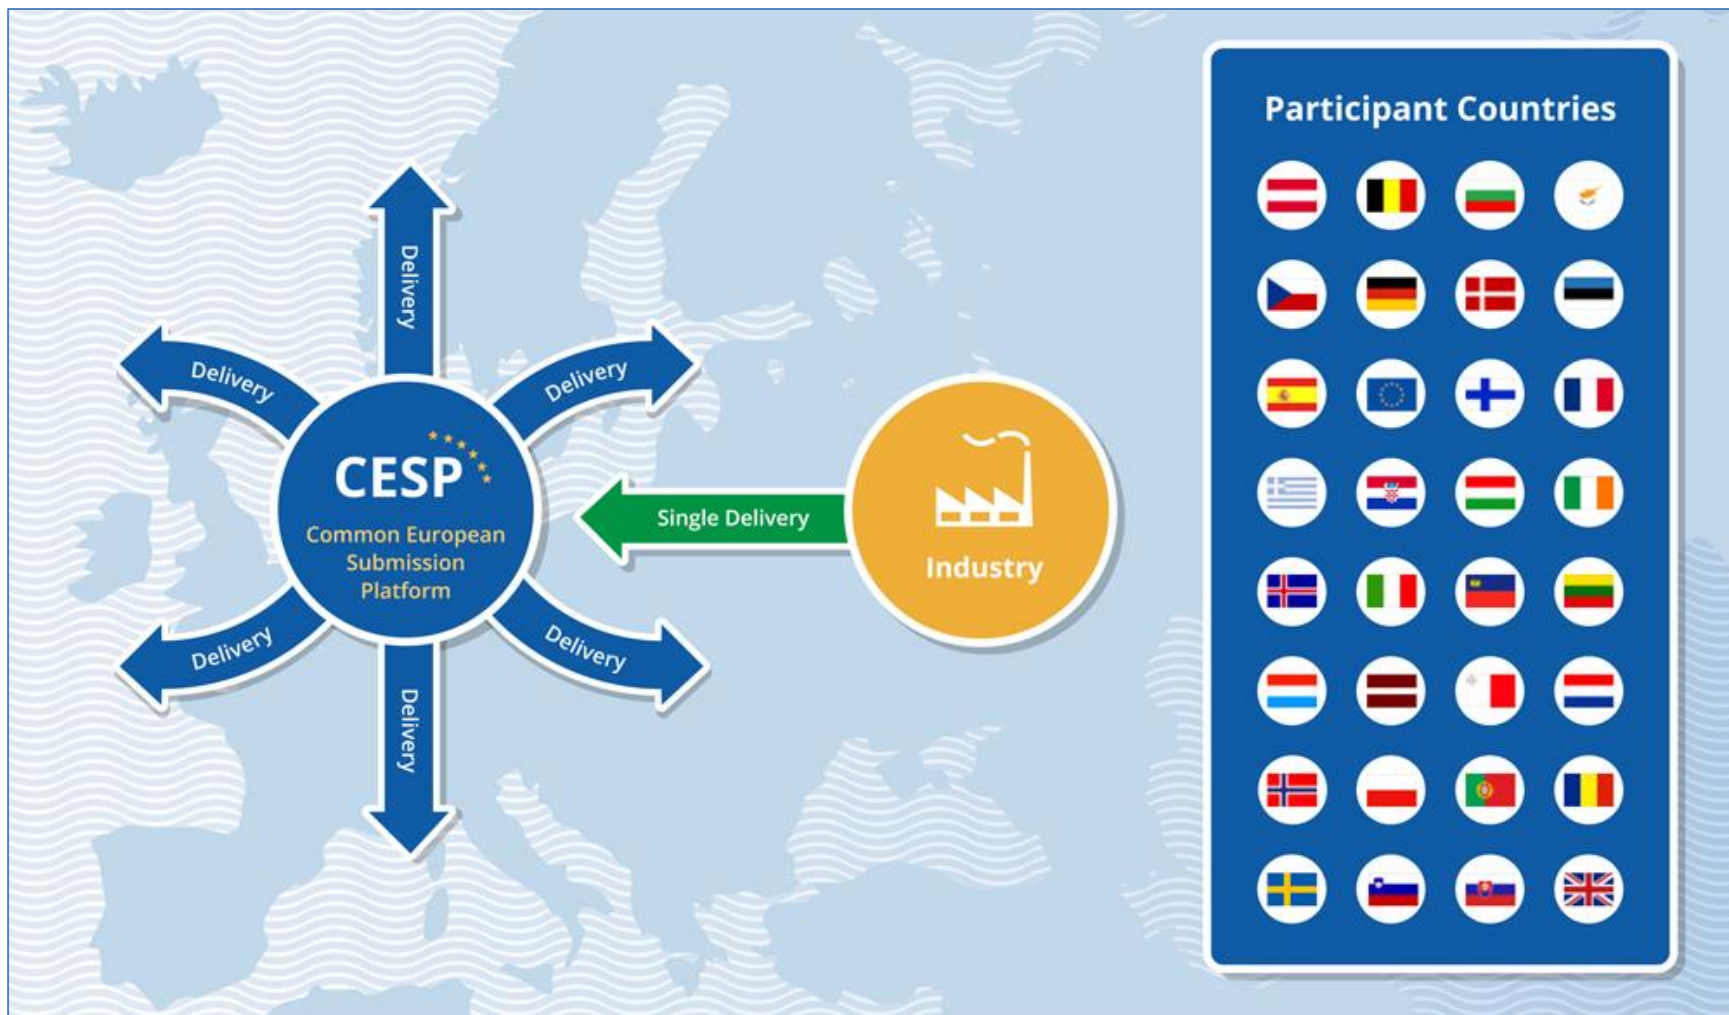 Participant Countries
Delivery
Delivery
Delivery
CESP
Common European
Submission
Platform
Single Delivery
Industry
Delivery
Delivery
Delivery